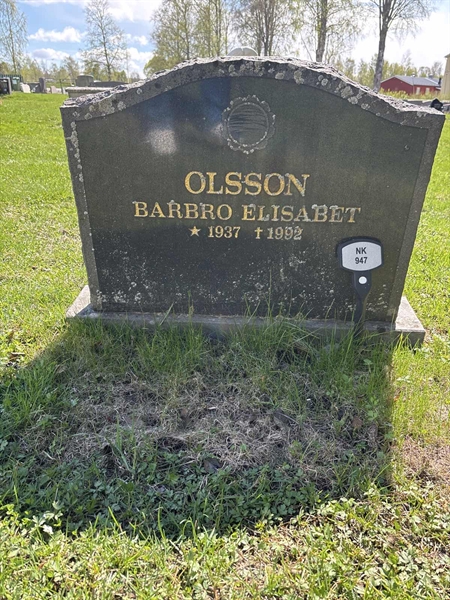 OLSSON
BARBRO ELISABET
★ 1937 † 1992
NK
947